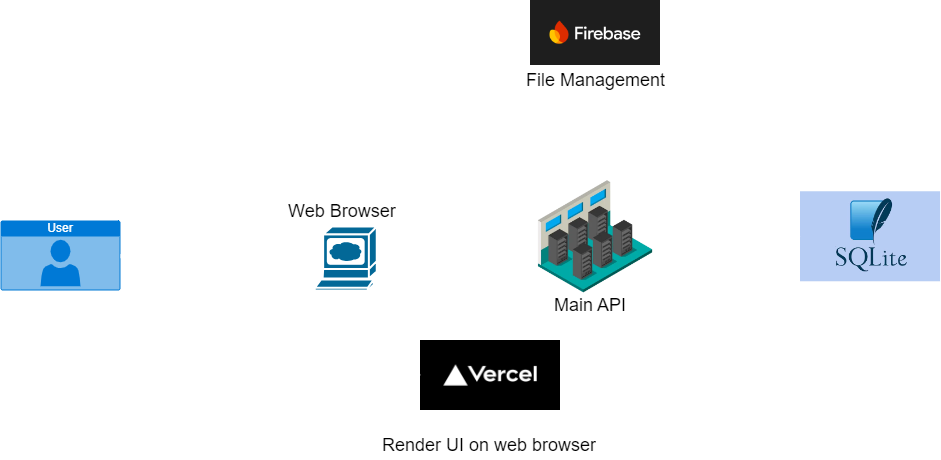 Firebase
File Management
Web Browser
User
SQLite
Main API
Vercel
Render UI on web browser